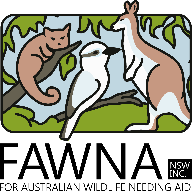 FAWNA NSW INC.
FOR AUSTRALIAN WILDLIFE NEEDING AID